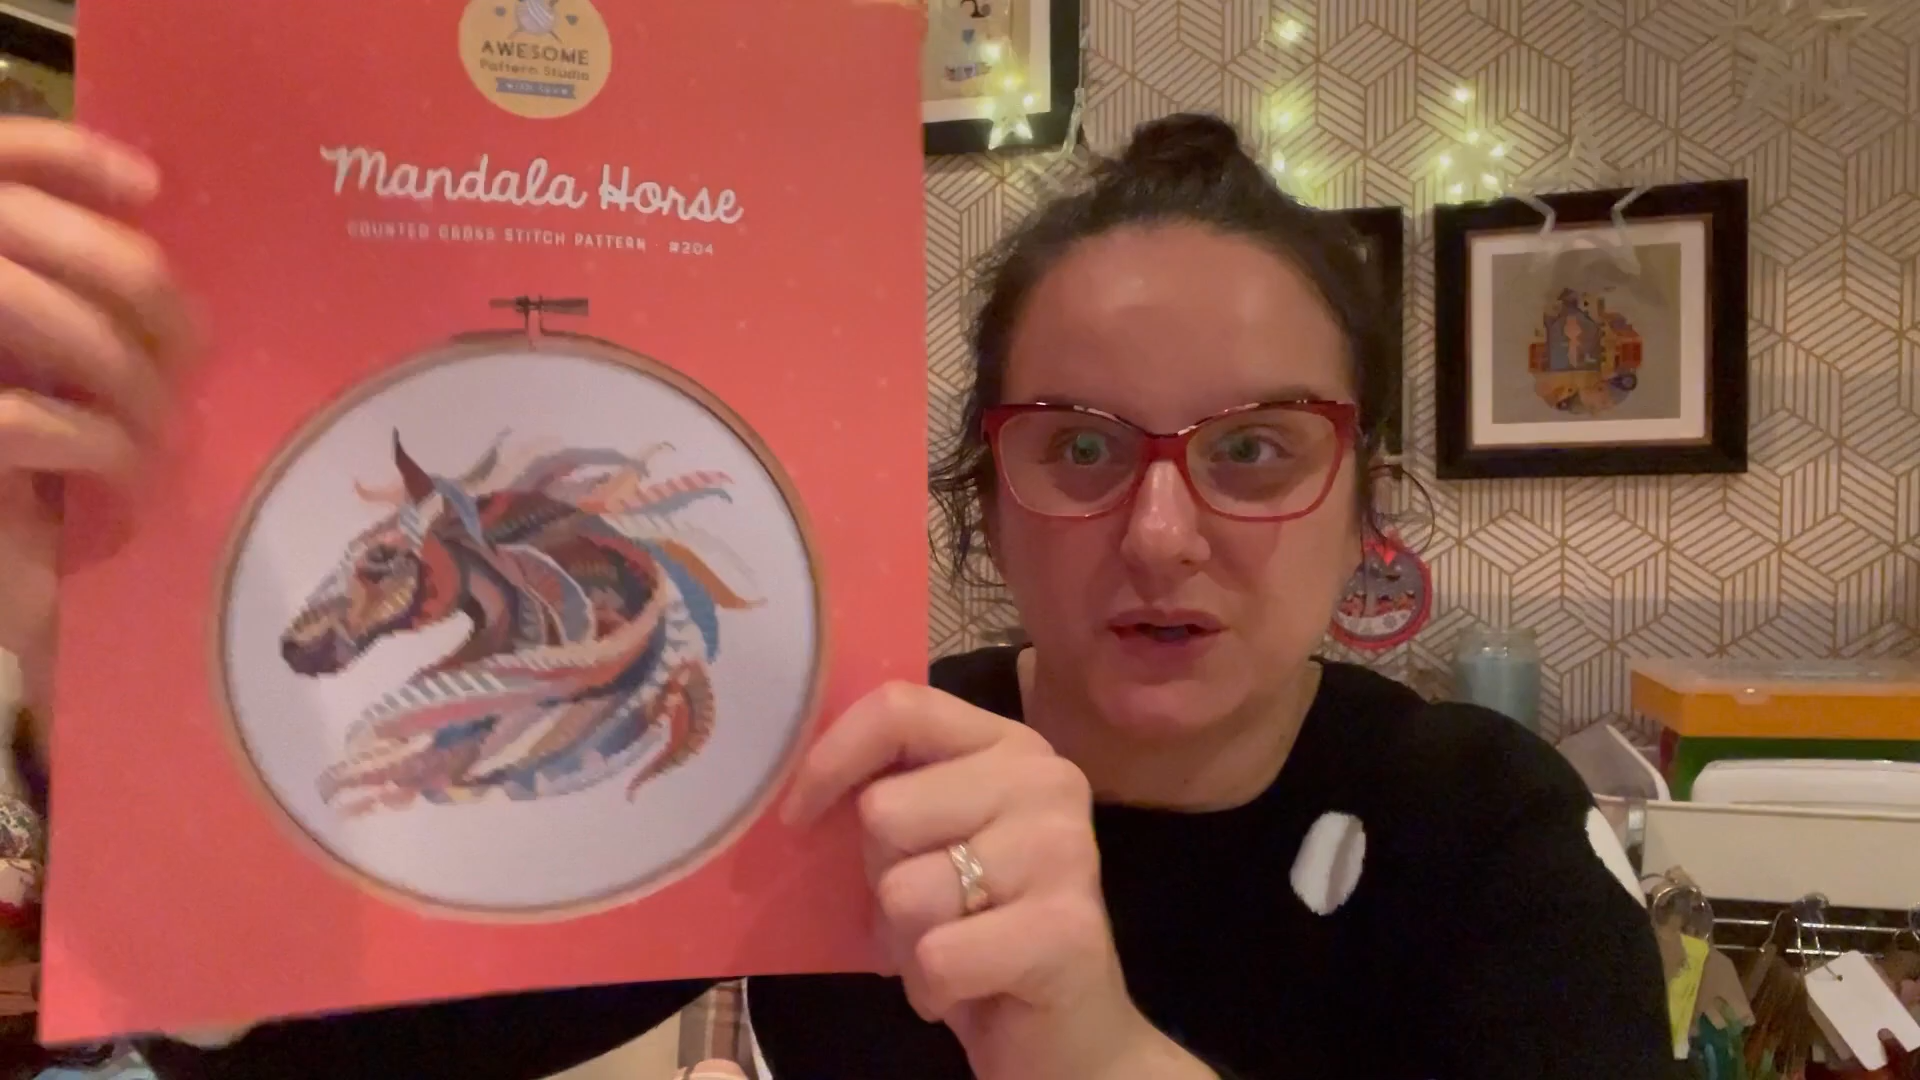 AWESOME
Pattern Studio
with love
Mandala Horse
COUNTED CROSS STITCH PATTERN · #204